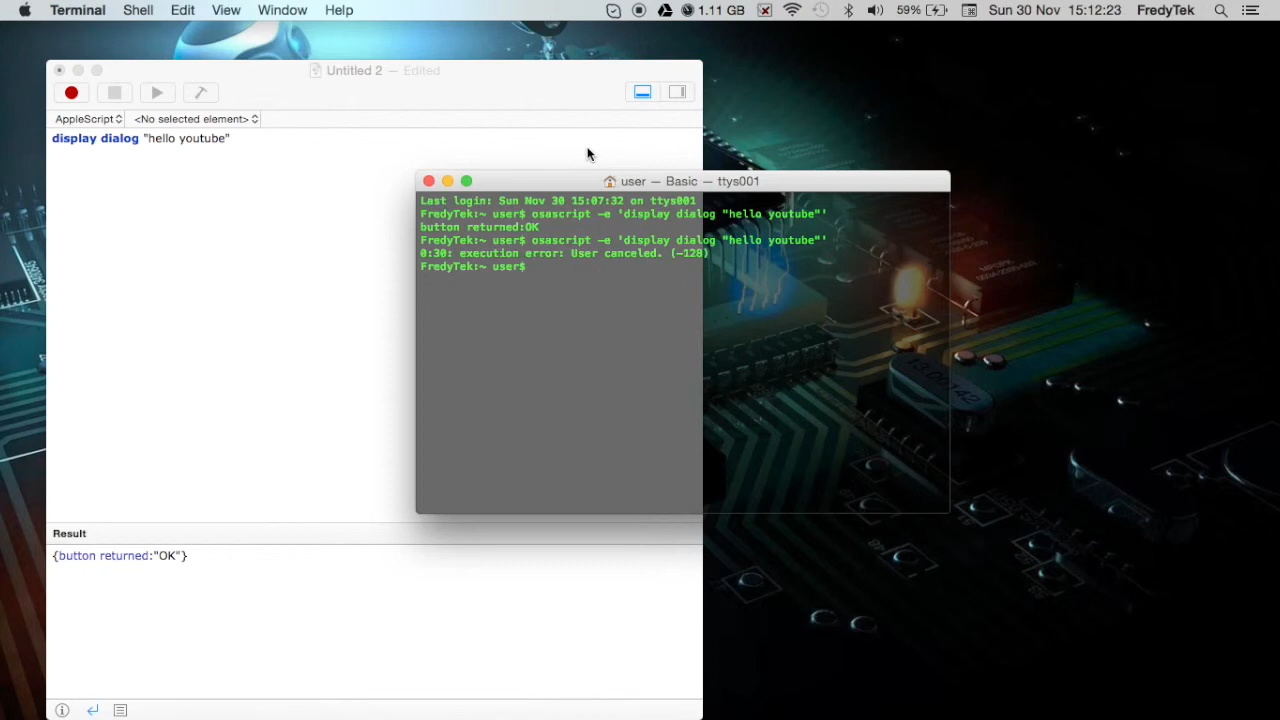 Terminal Shell Edit View Window Help 1.11 GB 59% Sun 30 Nov 15:12:23 FredyTek
Untitled 2 — Edited
AppleScript <No selected element>
display dialog "hello youtube"
user — Basic — ttys001
Last login: Sun Nov 30 15:07:32 on ttys001
FredyTek:~ user$ osascript -e 'display dialog "hello youtube"'
button returned:OK
FredyTek:~ user$ osascript -e 'display dialog "hello youtube"'
0:30: execution error: User canceled. (-128)
FredyTek:~ user$
13.00142
Result
{button returned:"OK"}